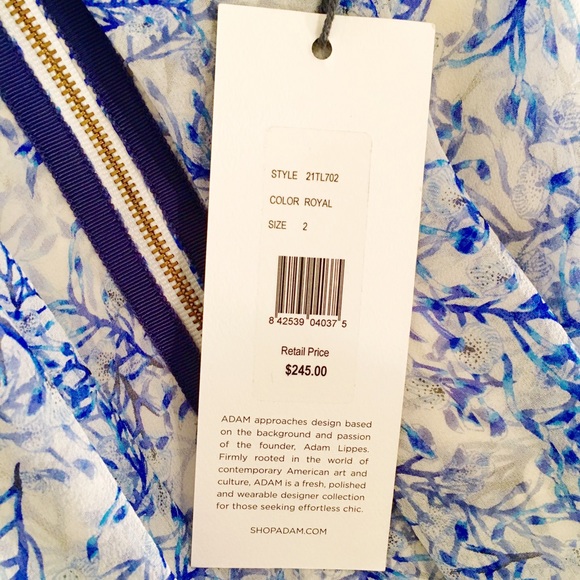 STYLE 21TL702
COLOR ROYAL
SIZE 2
8 42539 04037 5
Retail Price
$245.00
ADAM approaches design based
on the background and passion
of the founder, Adam Lippes.
Firmly rooted in the world of
contemporary American art and
culture, ADAM is a fresh, polished
and wearable designer collection
for those seeking effortless chic.
SHOPADAM.COM